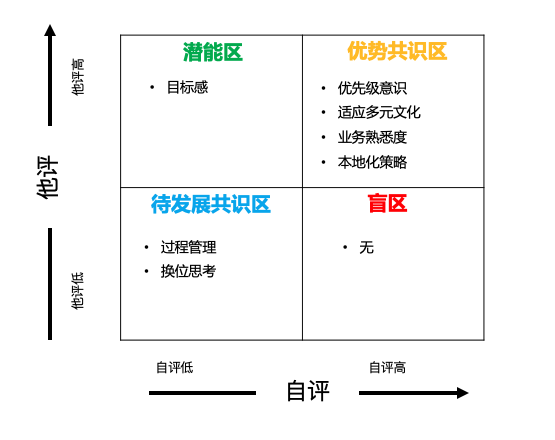 他评高
他评
他评低
潜能区
• 目标感
优势共识区
• 优先级意识
• 适应多元文化
• 业务熟悉度
• 本地化策略
待发展共识区
• 过程管理
• 换位思考
盲区
• 无
自评低
自评
自评高